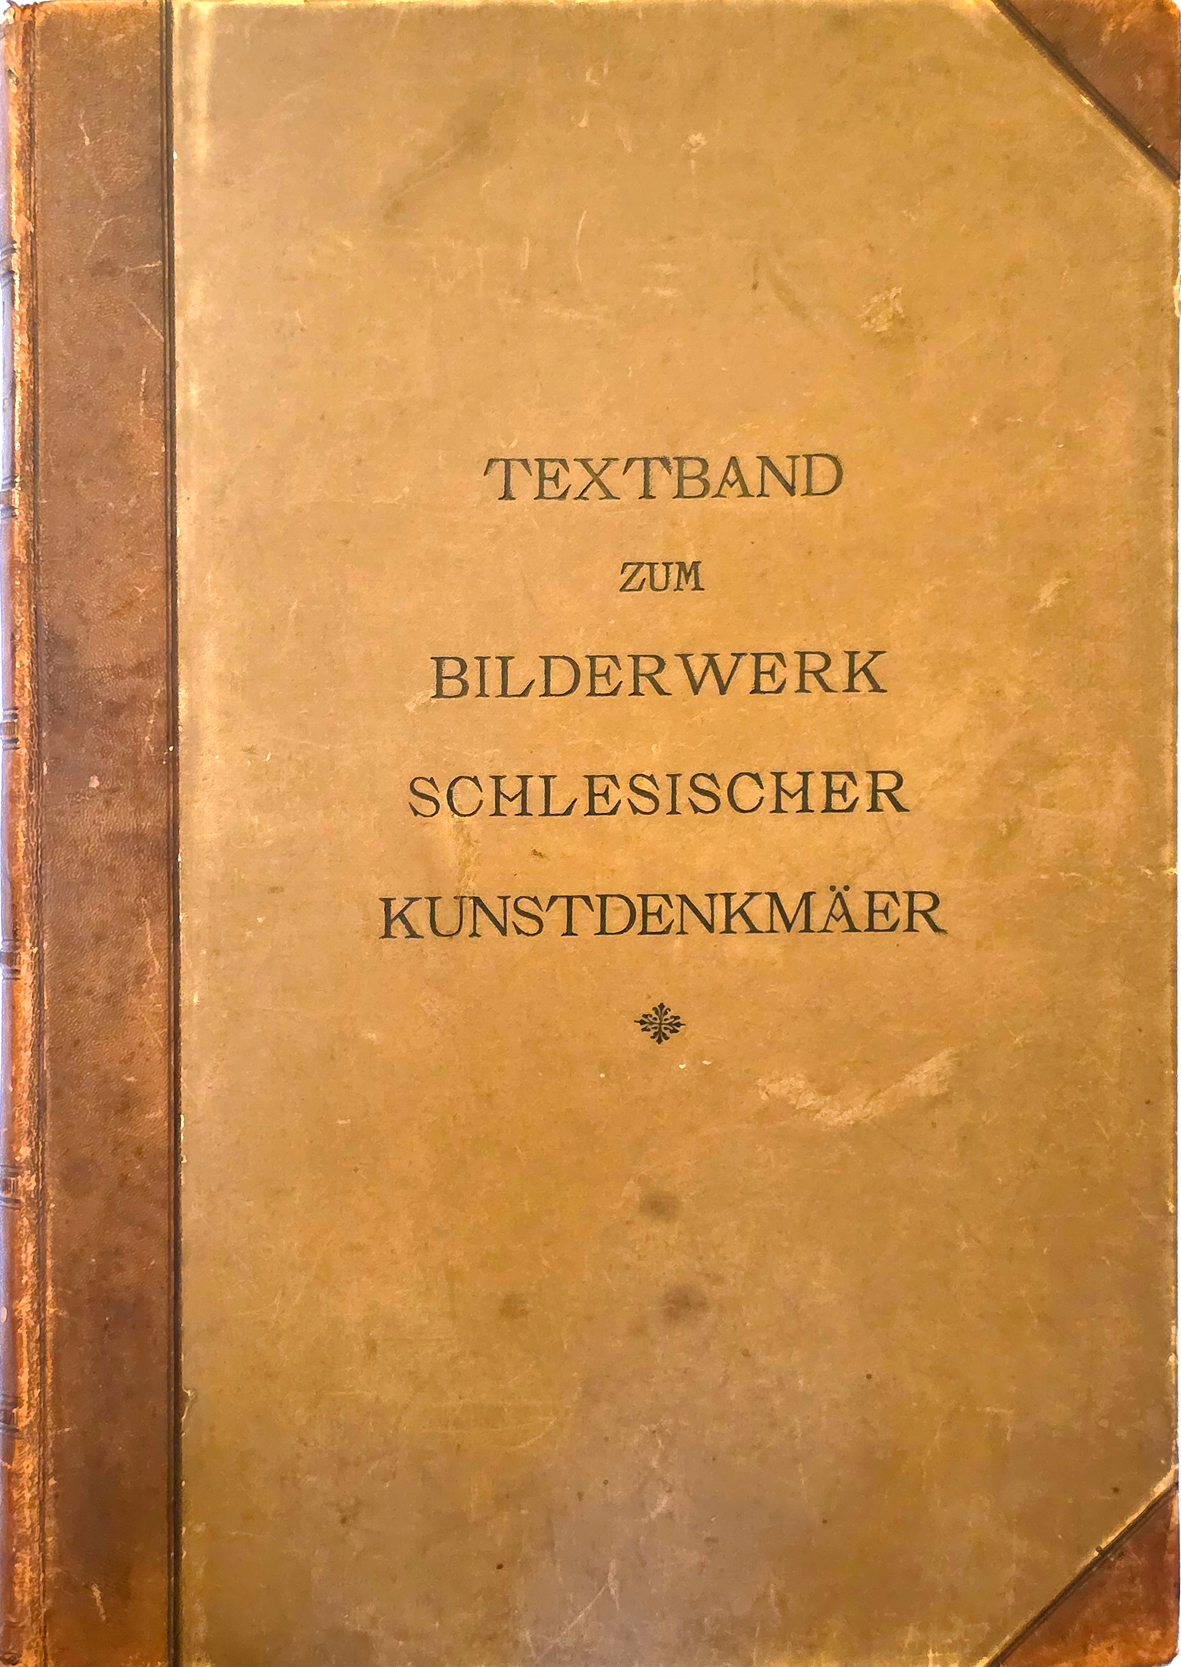 TEXTBAND
ZUM
BILDERWERK
SCHLESISCHER
KUNSTDENKMÄER